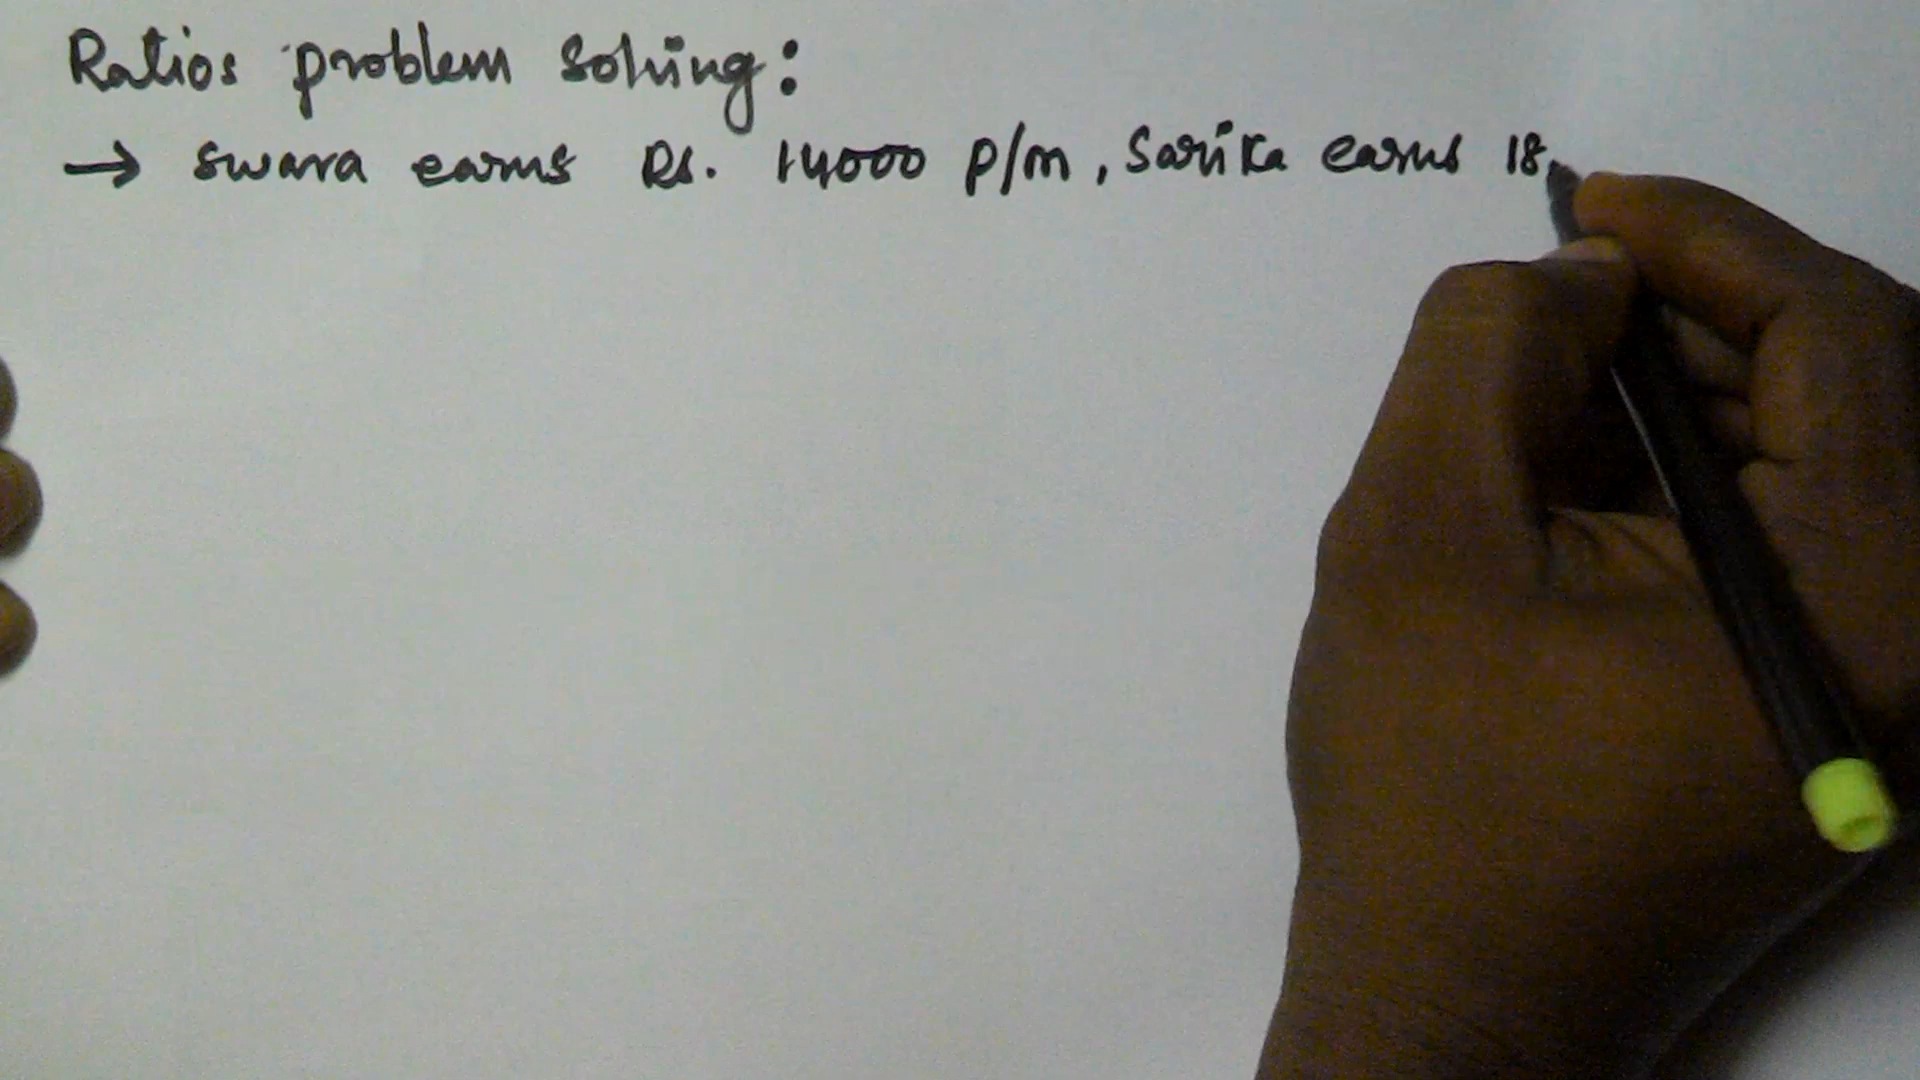 Ratios problem solving:
→ Swara earns Rs. 14000 p/m, Sarika earns 18